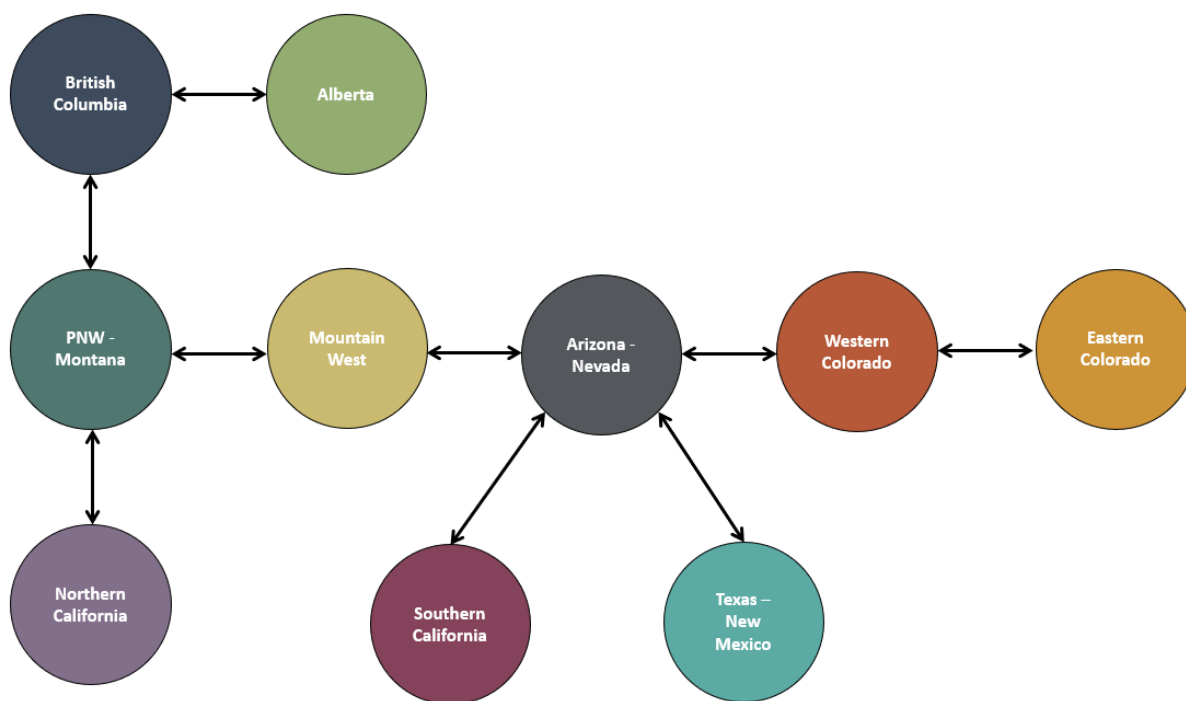 British
Columbia
Alberta
PNW -
Montana
Mountain
West
Arizona -
Nevada
Western
Colorado
Eastern
Colorado
Northern
California
Southern
California
Texas –
New
Mexico